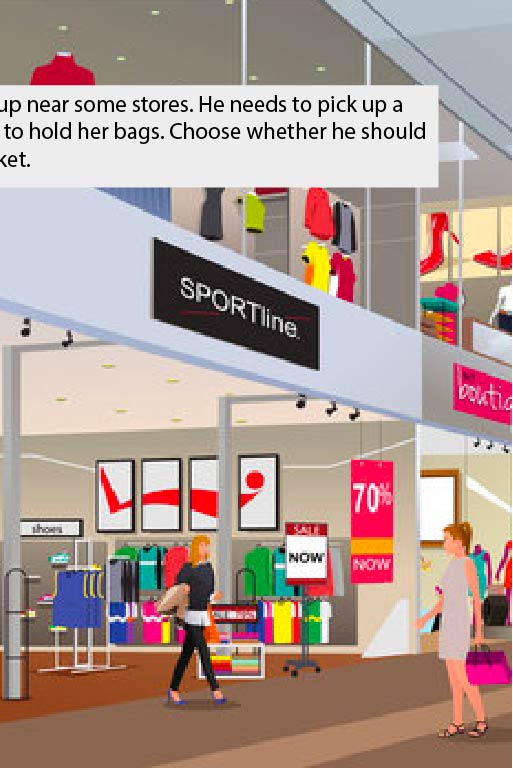 up near some stores. He needs to pick up a
to hold her bags. Choose whether he should
ket.
SPORTline.
boutiq
70%
NOW
SALE
NOW
shoes